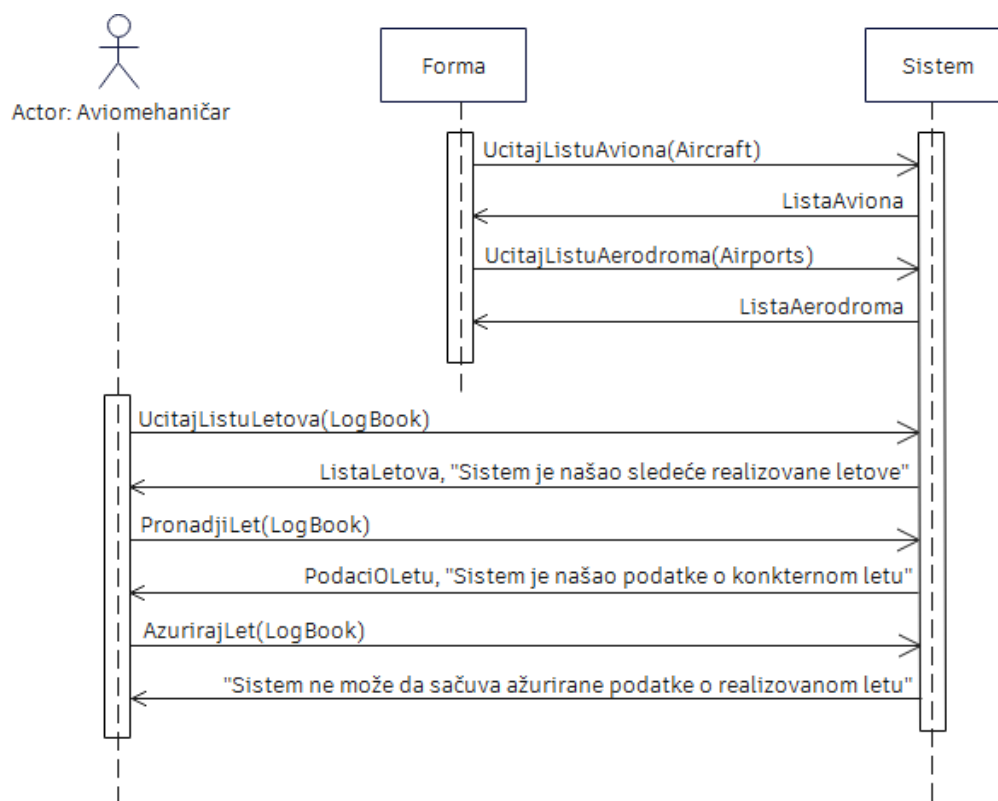 Forma
Sistem
Actor: Aviomehaničar
UcitajListuAviona(Aircraft)
ListaAviona
UcitajListuAerodroma(Airports)
ListaAerodroma
UcitajListuLetova(LogBook)
ListaLetova, "Sistem je našao sledeće realizovane letove"
PronadjiLet(LogBook)
PodaciOLetu, "Sistem je našao podatke o konkternom letu"
AzurirajLet(LogBook)
"Sistem ne može da sačuva ažurirane podatke o realizovanom letu"